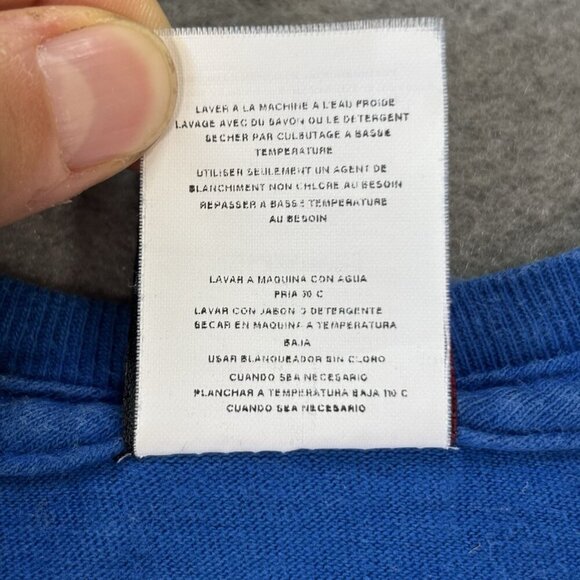 LAVER A LA MACHINE A L'EAU FROIDE
LAVAGE AVEC DU SAVON OU LE DETERGENT
SECHER PAR CULBUTAGE A BASSE
TEMPERATURE
UTILISER SEULEMENT UN AGENT DE
BLANCHIMENT NON CHLORE AU BESOIN
REPASSER A BASSE TEMPERATURE
AU BESOIN
LAVAR A MAQUINA CON AGUA
FRIA 30 C
LAVAR CON JABON O DETERGENTE
SECAR EN MAQUINA A TEMPERATURA
BAJA
USAR BLANQUEADOR SIN CLORO
CUANDO SEA NECESARIO
PLANCHAR A TEMPERATURA BAJA 110 C
CUANDO SEA NECESARIO